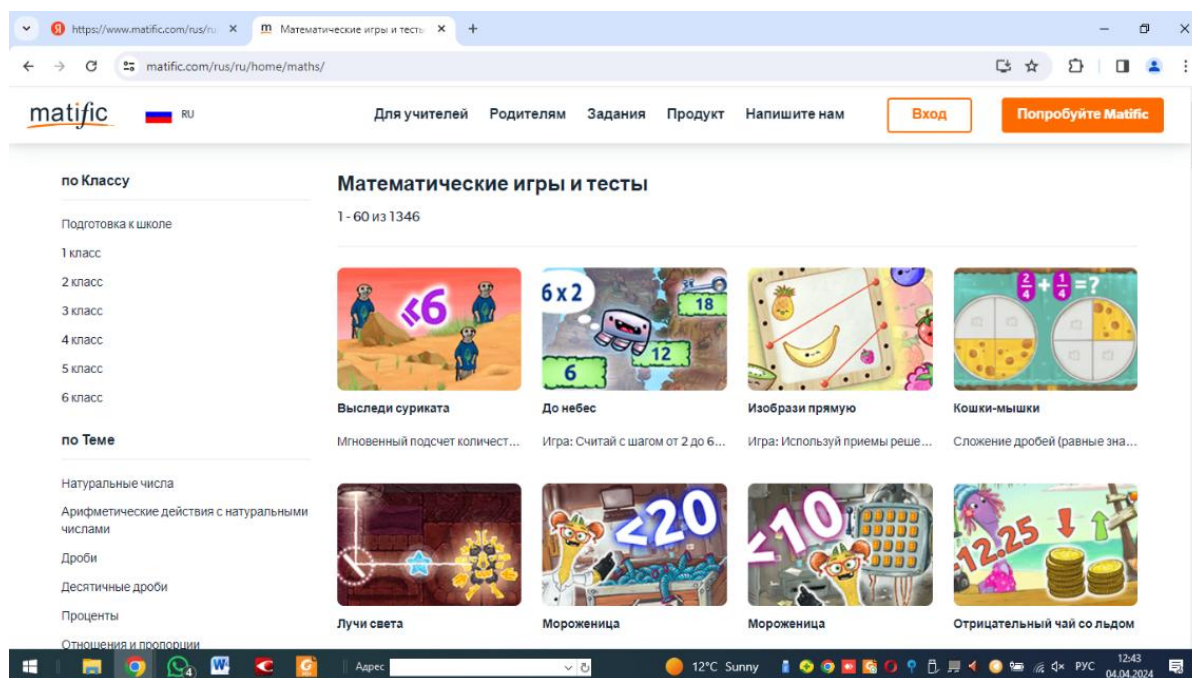 https://www.matific.com/rus/ru
Математические игры и тесть
matific.com/rus/ru/home/maths/
matific
RU
Для учителей Родителям Задания Продукт Напишите нам Вход Попробуйте Matific
по Классу
Подготовка к школе
1 класс
2 класс
3 класс
4 класс
5 класс
6 класс
по Теме
Натуральные числа
Арифметические действия с натуральными
числами
Дроби
Десятичные дроби
Проценты
Отношения и пропорции
Математические игры и тесты
1 - 60 из 1346
≤6
6 x 2
18
12
6
2/4 + 1/4 = ?
Выследи суриката
До небес
Изобрази прямую
Кошки-мышки
Мгновенный подсчет количест...
Игра: Считай с шагом от 2 до 6...
Игра: Используй приемы реше...
Сложение дробей (равные зна...
<20
<10
-12.25
Лучи света
Мороженица
Мороженица
Отрицательный чай со льдом
Адрес
12°C Sunny
РУС
12:43
04.04.2024